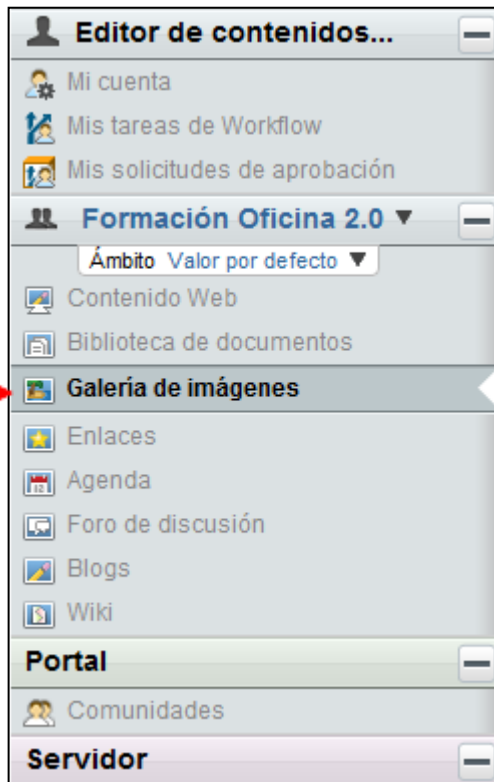 Editor de contenidos...
Mi cuenta
Mis tareas de Workflow
Mis solicitudes de aprobación
Formación Oficina 2.0 ▼
Ámbito Valor por defecto ▼
Contenido Web
Biblioteca de documentos
Galería de imágenes
Enlaces
Agenda
Foro de discusión
Blogs
Wiki
Portal
Comunidades
Servidor